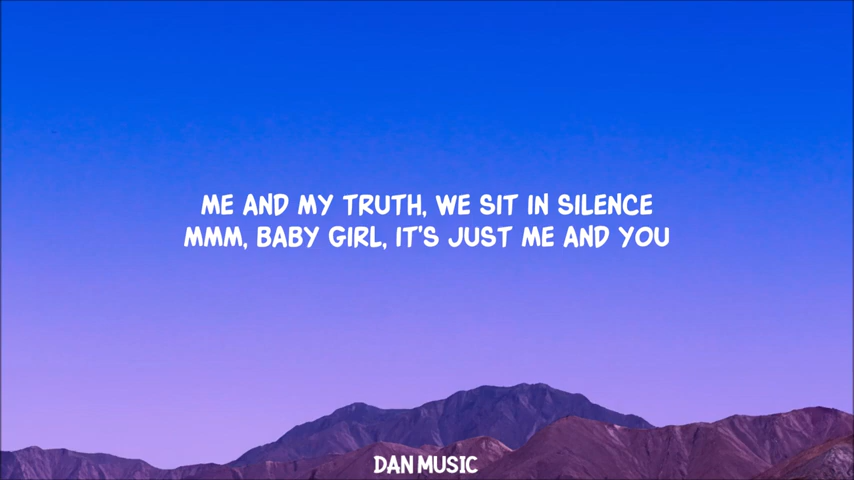 ME AND MY TRUTH, WE SIT IN SILENCE
MMM, BABY GIRL, IT'S JUST ME AND YOU
DAN MUSIC